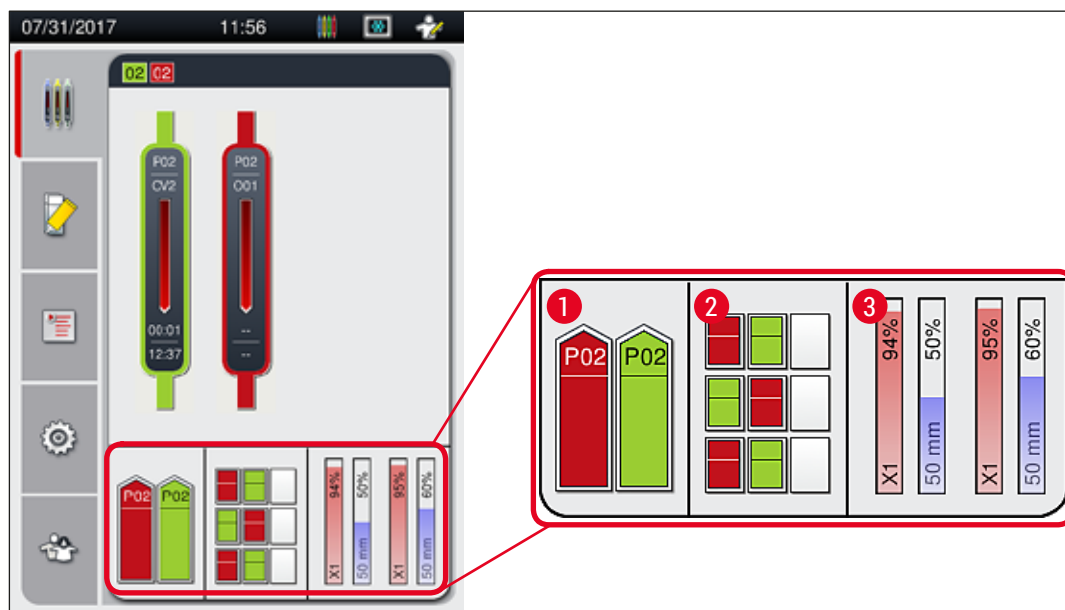 07/31/2017 11:56
02 02
P02 P02
CV2 O01
00:01 --
12:37 --
P02 P02 94% 50% 95% 60%
X1 50 mm X1 50 mm
1 2 3
P02 P02 94% 50% 95% 60%
X1 50 mm X1 50 mm